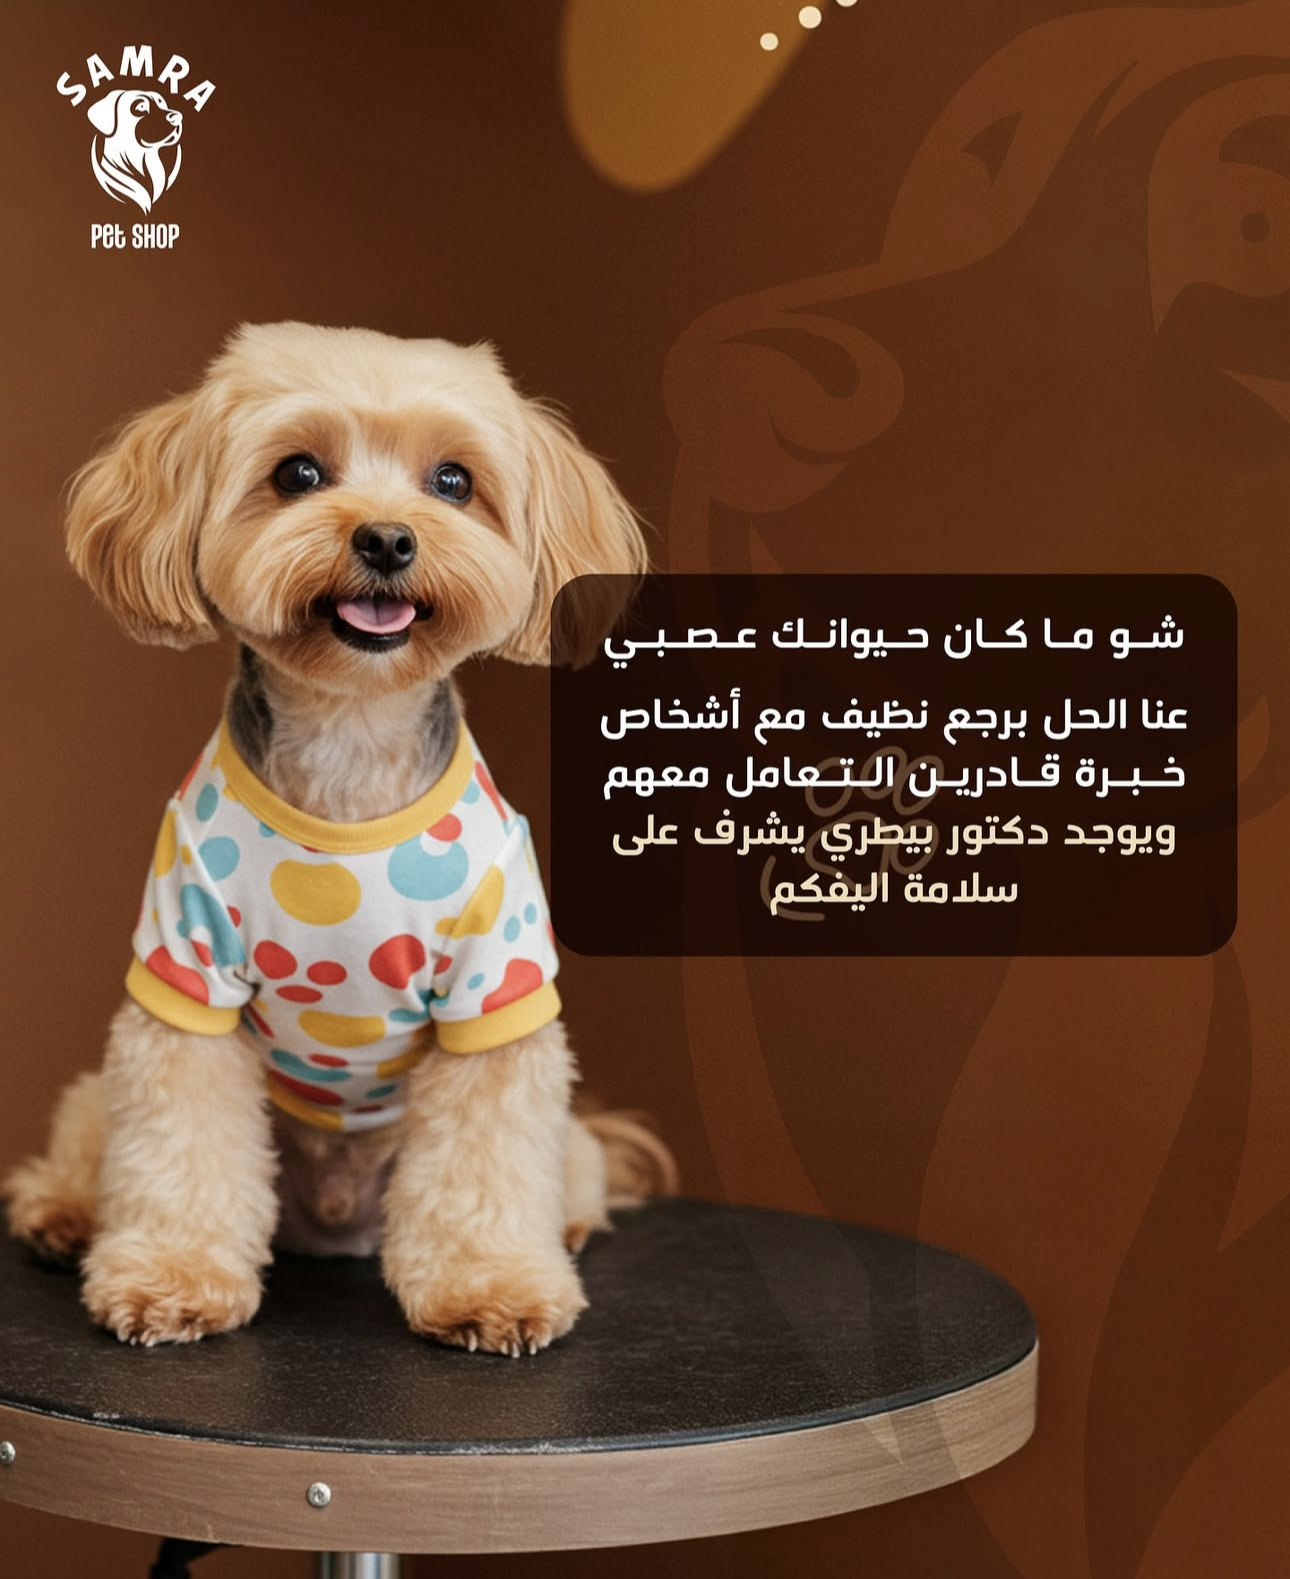 SAMRA
Pet SHOP
شو ما كان حيوانك عصبي
عنا الحل برجع نظيف مع أشخاص
خبرة قادرين التعامل معهم
ويوجد دكتور بيطري يشرف على
سلامة اليفكم